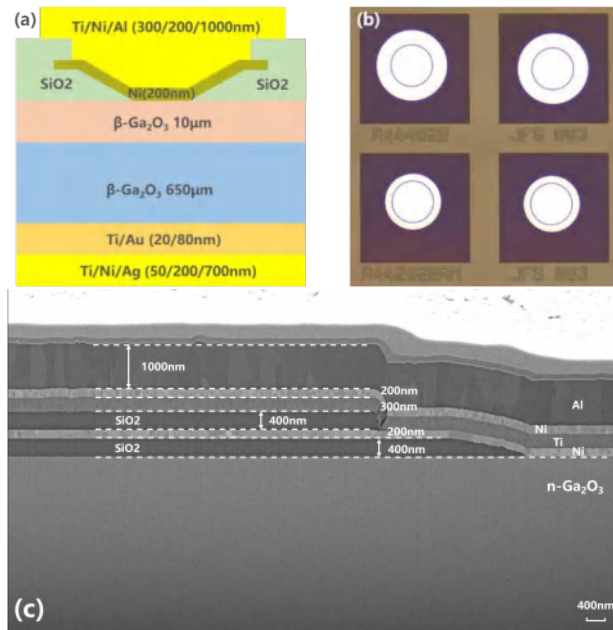 (a)
Ti/Ni/Al (300/200/1000nm)
SiO2
SiO2
Ni(200nm)
β-Ga₂O₃ 10μm
β-Ga₂O₃ 650μm
Ti/Au (20/80nm)
Ti/Ni/Ag (50/200/700nm)
(b)
1000nm
200nm
300nm
SiO2
400nm
200nm
SiO2
400nm
Al
Ni
Ti
Ni
n-Ga₂O₃
(c)
400nm